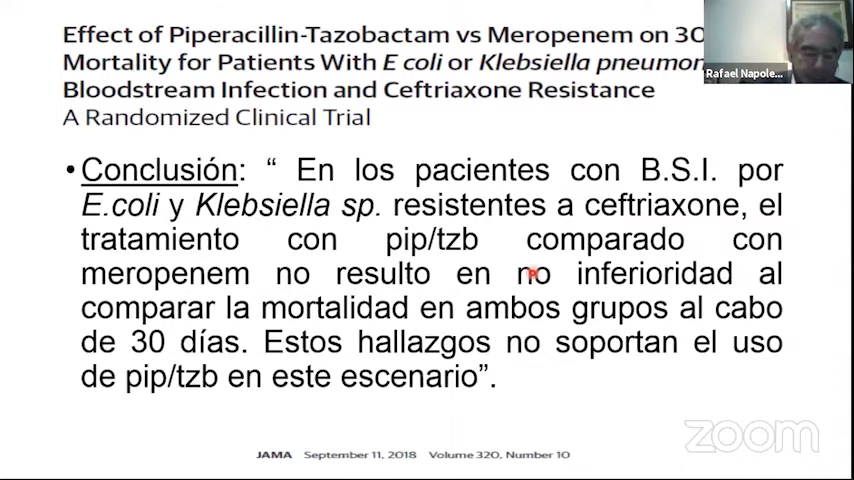 Effect of Piperacillin-Tazobactam vs Meropenem on 30
Mortality for Patients With E coli or Klebsiella pneumon
Bloodstream Infection and Ceftriaxone Resistance
A Randomized Clinical Trial
Rafael Napole...
• Conclusión: “ En los pacientes con B.S.I. por
E.coli y Klebsiella sp. resistentes a ceftriaxone, el
tratamiento con pip/tzb comparado con
meropenem no resulto en no inferioridad al
comparar la mortalidad en ambos grupos al cabo
de 30 días. Estos hallazgos no soportan el uso
de pip/tzb en este escenario”.
zoom
JAMA September 11, 2018 Volume 320, Number 10